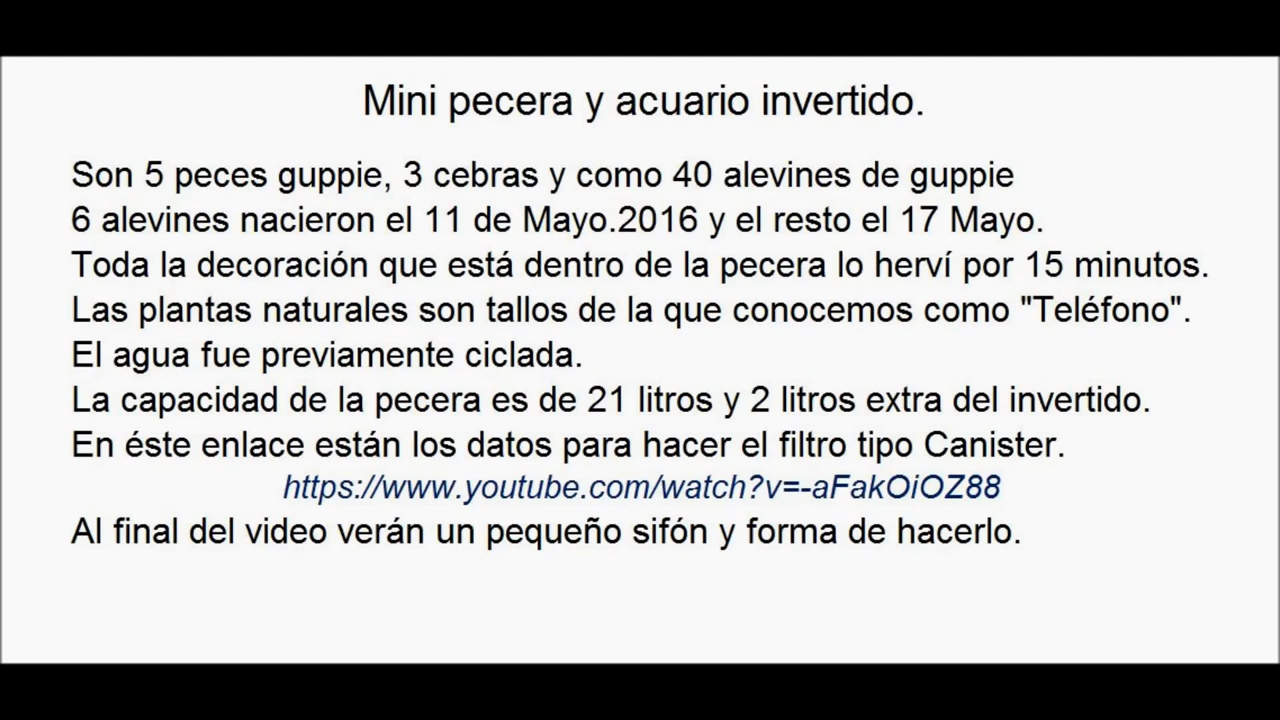 Mini pecera y acuario invertido.
Son 5 peces guppie, 3 cebras y como 40 alevines de guppie
6 alevines nacieron el 11 de Mayo.2016 y el resto el 17 Mayo.
Toda la decoración que está dentro de la pecera lo herví por 15 minutos.
Las plantas naturales son tallos de la que conocemos como "Teléfono".
El agua fue previamente ciclada.
La capacidad de la pecera es de 21 litros y 2 litros extra del invertido.
En éste enlace están los datos para hacer el filtro tipo Canister.
https://www.youtube.com/watch?v=-aFakOiOZ88
Al final del video verán un pequeño sifón y forma de hacerlo.